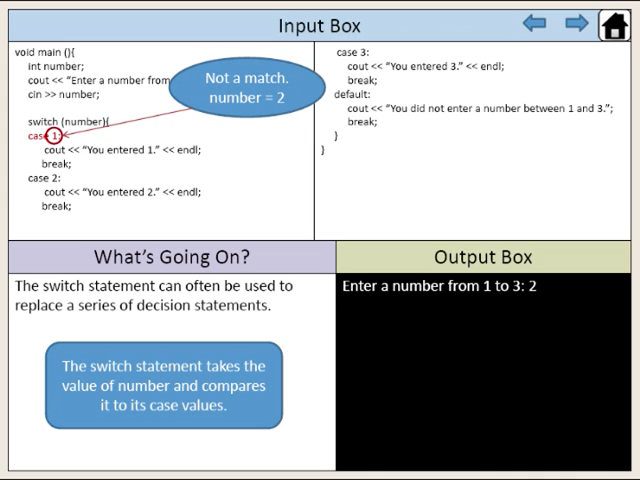 Input Box
void main (){
int number;
cout << “Enter a number from
cin >> number;
switch (number){
case 1:
cout << “You entered 1.” << endl;
break;
case 2:
cout << “You entered 2.” << endl;
break;
Not a match.
number = 2
case 3:
cout << “You entered 3.” << endl;
break;
default:
cout << “You did not enter a number between 1 and 3.”;
break;
}
}
What’s Going On?
The switch statement can often be used to
replace a series of decision statements.
The switch statement takes the
value of number and compares
it to its case values.
Output Box
Enter a number from 1 to 3: 2